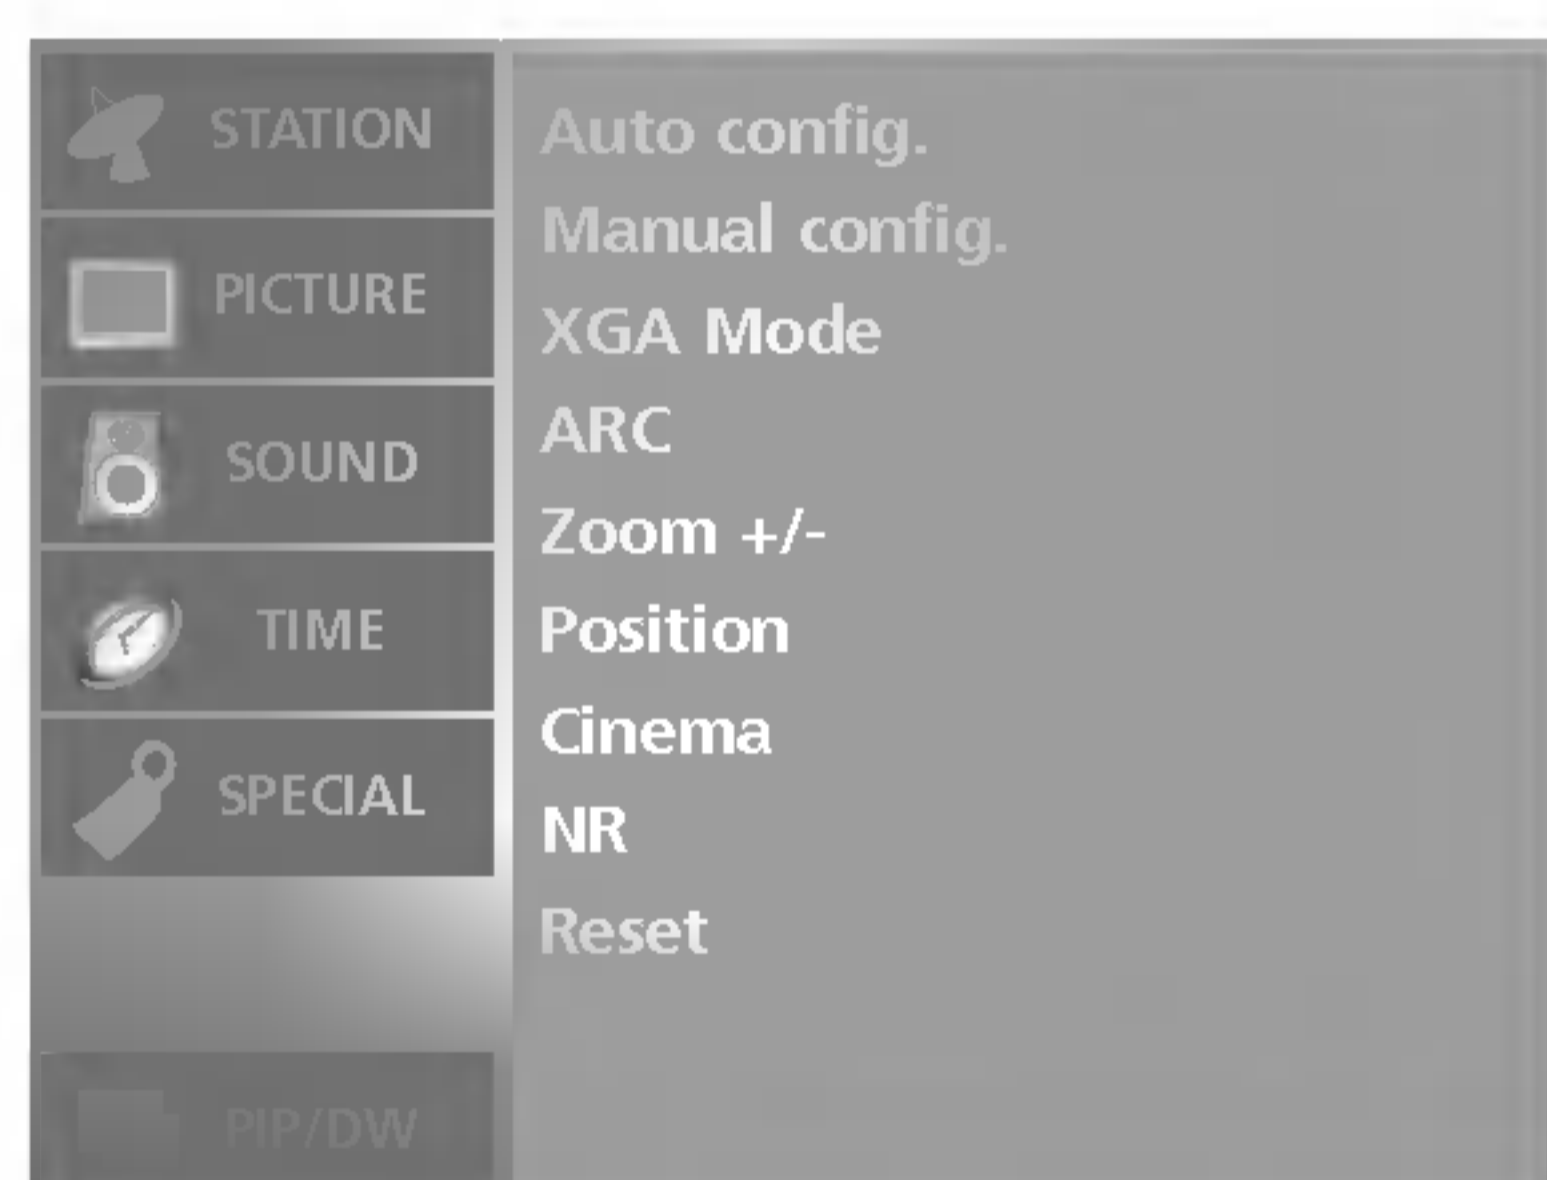 STATION
PICTURE
SOUND
TIME
SPECIAL
PIP/DW
Auto config.
Manual config.
XGA Mode
ARC
Zoom +/-
Position
Cinema
NR
Reset